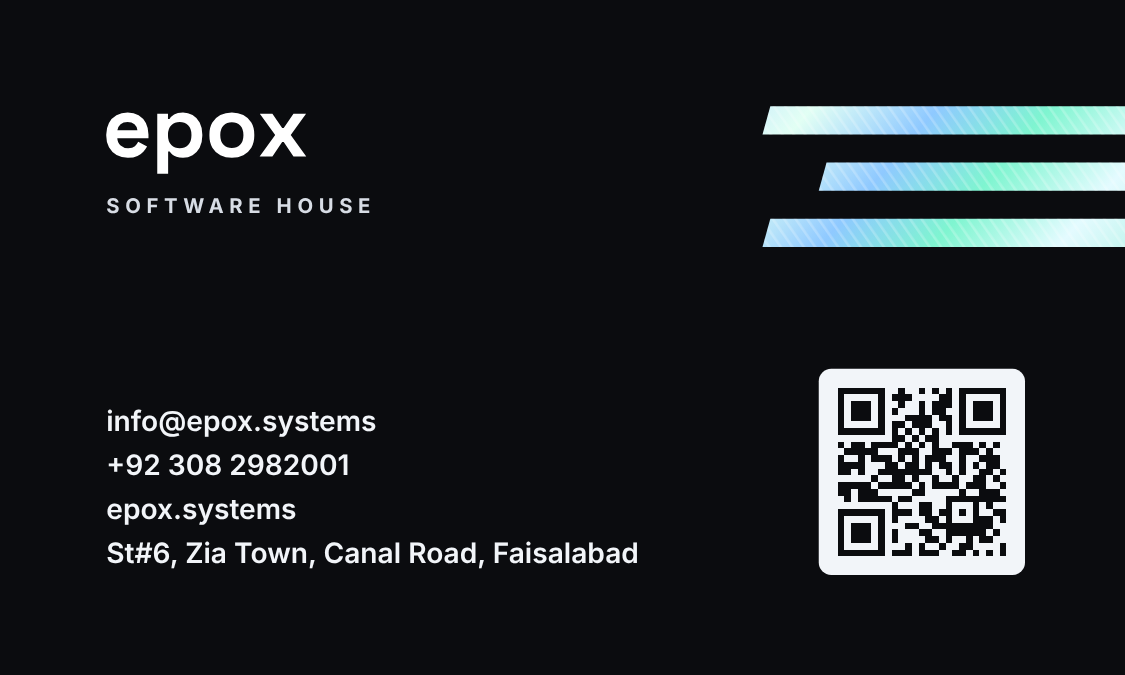 epox
SOFTWARE HOUSE
info@epox.systems
+92 308 2982001
epox.systems
St#6, Zia Town, Canal Road, Faisalabad